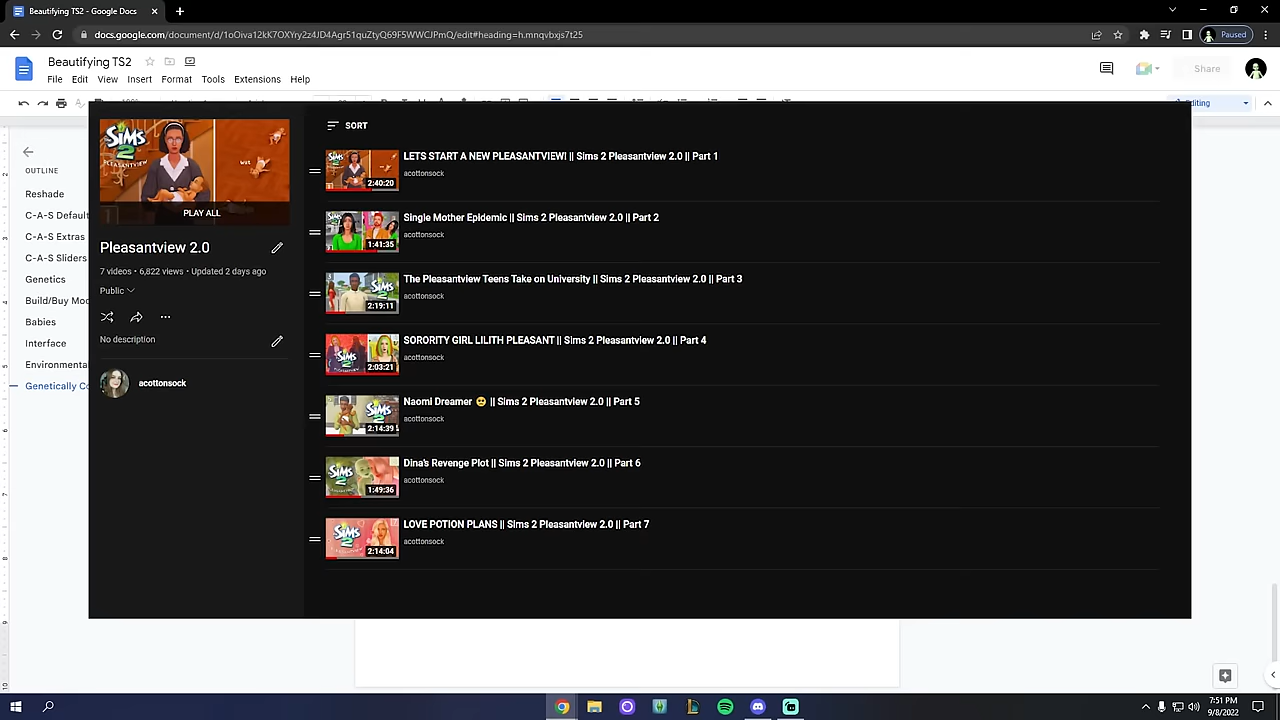 Beautifying TS2 - Google Docs
docs.google.com/document/d/1oOiva12kK7OXYry2z4JD4Agr51quZtyQ69F5WWCJPmQ/edit#heading=h.mnqvbxjs7t25
Paused
Beautifying TS2
File Edit View Insert Format Tools Extensions Help
Share
Editing
OUTLINE
Reshade
C-A-S Default
C-A-S Extras
C-A-S Sliders
Genetics
Build/Buy Mod
Babies
Interface
Environmenta
Genetically Co
SiMS 2
PLEASANTVIEW
wut
PLAY ALL
Pleasantview 2.0
7 videos • 6,822 views • Updated 2 days ago
Public
No description
acottonsock
SORT
2:40:20
LETS START A NEW PLEASANTVIEW! || Sims 2 Pleasantview 2.0 || Part 1
acottonsock
1:41:35
Single Mother Epidemic || Sims 2 Pleasantview 2.0 || Part 2
acottonsock
2:19:11
The Pleasantview Teens Take on University || Sims 2 Pleasantview 2.0 || Part 3
acottonsock
2:03:21
SORORITY GIRL LILITH PLEASANT || Sims 2 Pleasantview 2.0 || Part 4
acottonsock
2:14:39
Naomi Dreamer 🥺 || Sims 2 Pleasantview 2.0 || Part 5
acottonsock
1:49:36
Dina's Revenge Plot || Sims 2 Pleasantview 2.0 || Part 6
acottonsock
2:14:04
LOVE POTION PLANS || Sims 2 Pleasantview 2.0 || Part 7
acottonsock
7:51 PM
9/8/2022